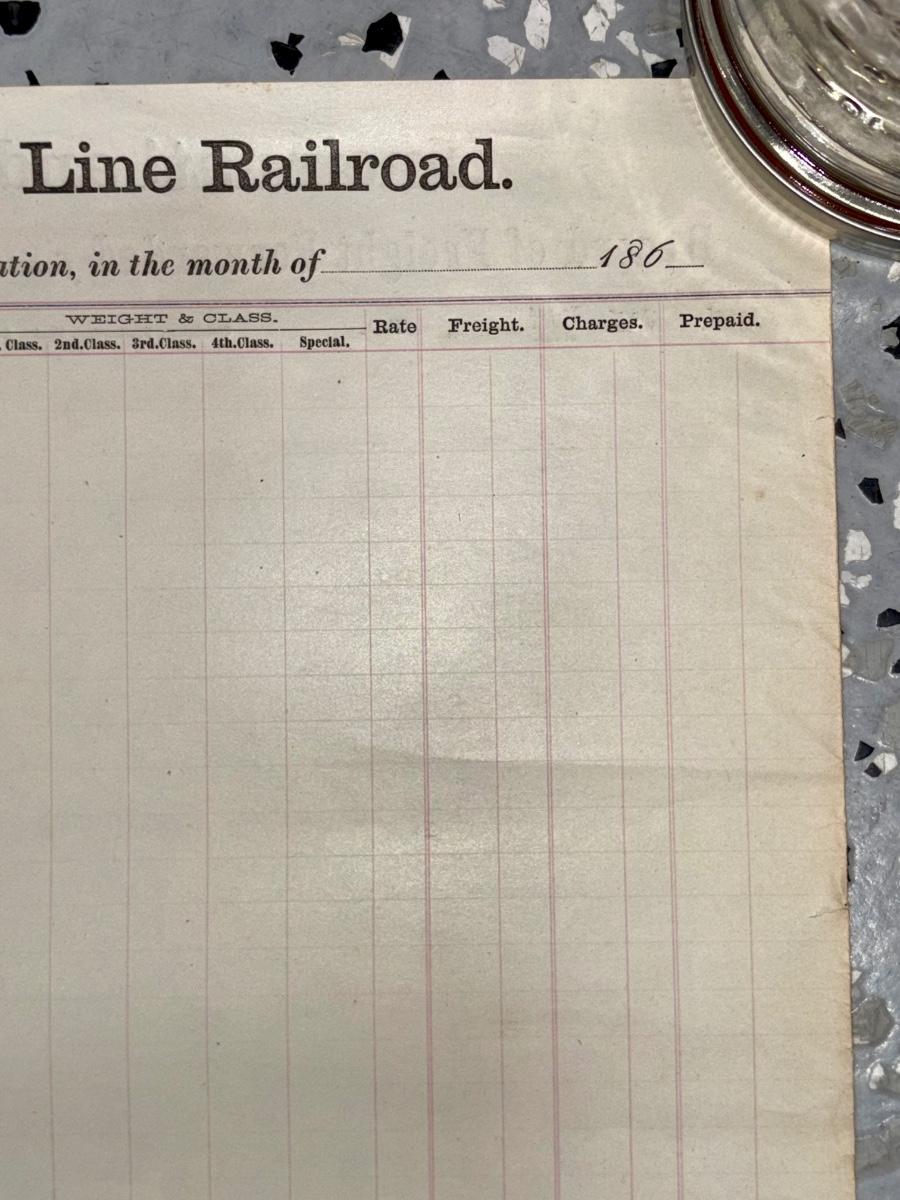 Line Railroad.
ation, in the month of 186
WEIGHT & CLASS. Rate Freight. Charges. Prepaid.
. Class. 2nd.Class. 3rd.Class. 4th.Class. Special.